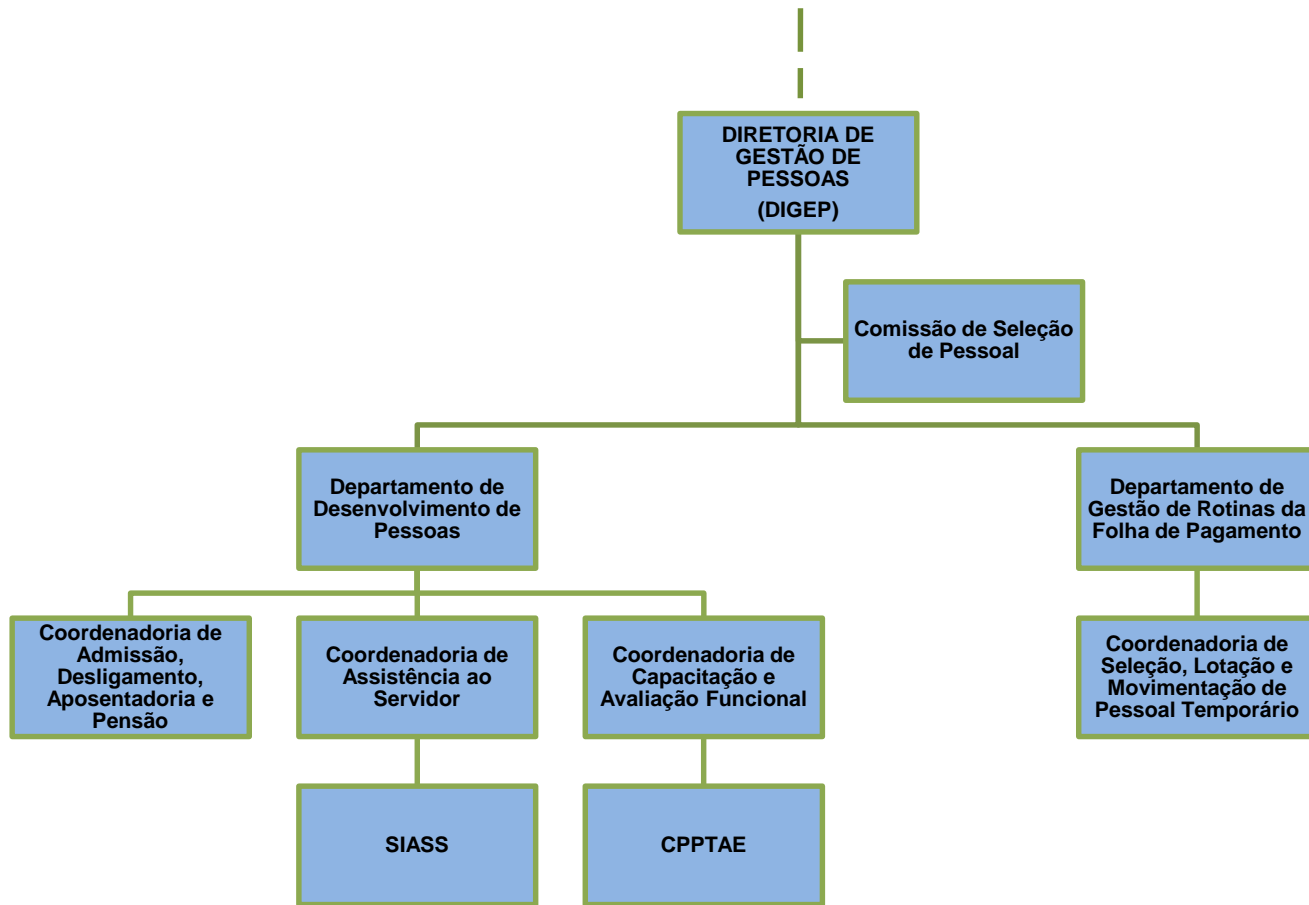 DIRETORIA DE
GESTÃO DE
PESSOAS
(DIGEP)
Comissão de Seleção
de Pessoal
Departamento de
Desenvolvimento de
Pessoas
Departamento de
Gestão de Rotinas da
Folha de Pagamento
Coordenadoria de
Admissão,
Desligamento,
Aposentadoria e
Pensão
Coordenadoria de
Assistência ao
Servidor
Coordenadoria de
Capacitação e
Avaliação Funcional
Coordenadoria de
Seleção, Lotação e
Movimentação de
Pessoal Temporário
SIASS
CPPTAE